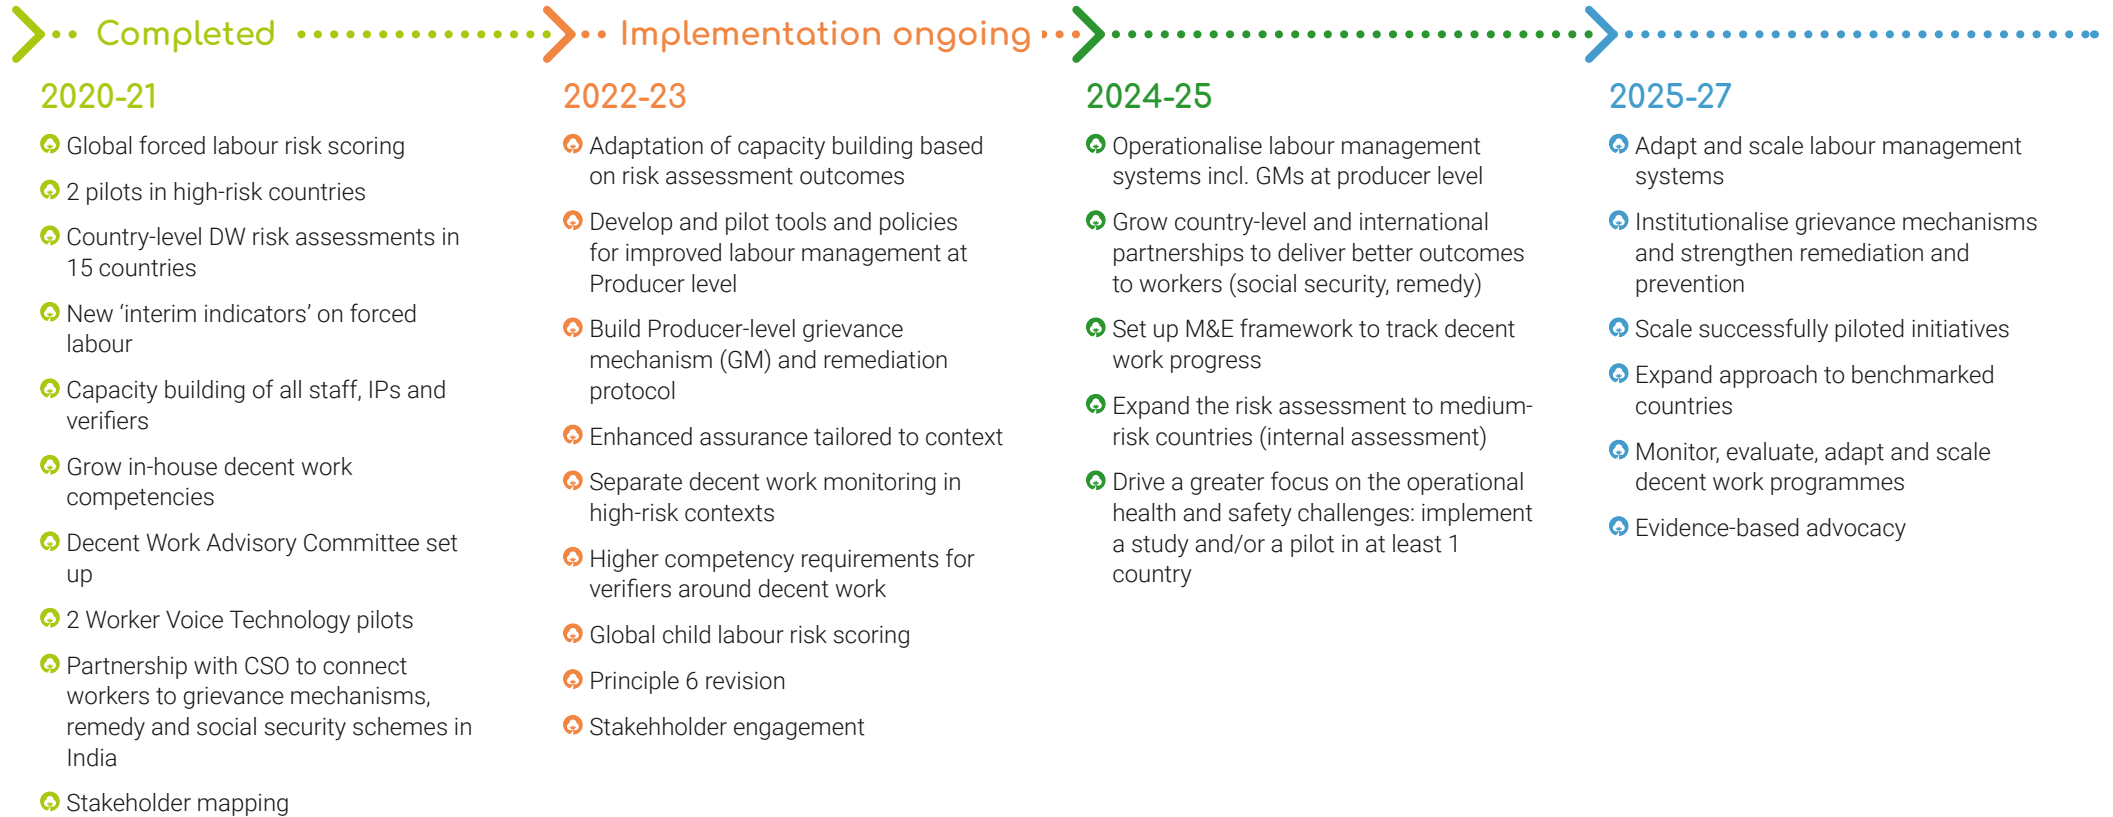 Completed
Implementation ongoing
2020-21
Global forced labour risk scoring
2 pilots in high-risk countries
Country-level DW risk assessments in
15 countries
New ‘interim indicators’ on forced
labour
Capacity building of all staff, IPs and
verifiers
Grow in-house decent work
competencies
Decent Work Advisory Committee set
up
2 Worker Voice Technology pilots
Partnership with CSO to connect
workers to grievance mechanisms,
remedy and social security schemes in
India
Stakeholder mapping
2022-23
Adaptation of capacity building based
on risk assessment outcomes
Develop and pilot tools and policies
for improved labour management at
Producer level
Build Producer-level grievance
mechanism (GM) and remediation
protocol
Enhanced assurance tailored to context
Separate decent work monitoring in
high-risk contexts
Higher competency requirements for
verifiers around decent work
Global child labour risk scoring
Principle 6 revision
Stakehholder engagement
2024-25
Operationalise labour management
systems incl. GMs at producer level
Grow country-level and international
partnerships to deliver better outcomes
to workers (social security, remedy)
Set up M&E framework to track decent
work progress
Expand the risk assessment to medium-
risk countries (internal assessment)
Drive a greater focus on the operational
health and safety challenges: implement
a study and/or a pilot in at least 1
country
2025-27
Adapt and scale labour management
systems
Institutionalise grievance mechanisms
and strengthen remediation and
prevention
Scale successfully piloted initiatives
Expand approach to benchmarked
countries
Monitor, evaluate, adapt and scale
decent work programmes
Evidence-based advocacy